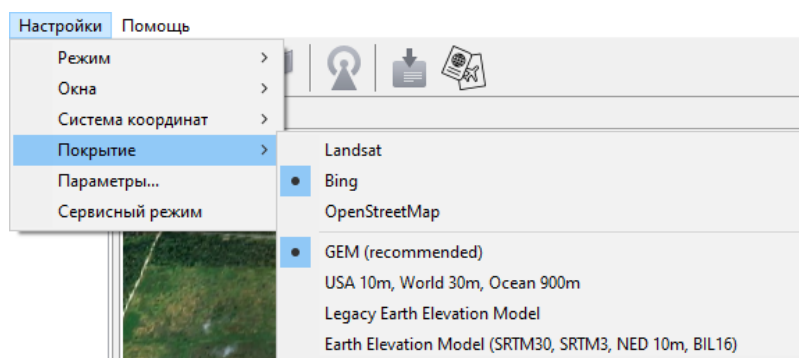 Настройки Помощь
Режим
Окна
Система координат
Покрытие
Параметры...
Сервисный режим
Landsat
Bing
OpenStreetMap
GEM (recommended)
USA 10m, World 30m, Ocean 900m
Legacy Earth Elevation Model
Earth Elevation Model (SRTM30, SRTM3, NED 10m, BIL16)